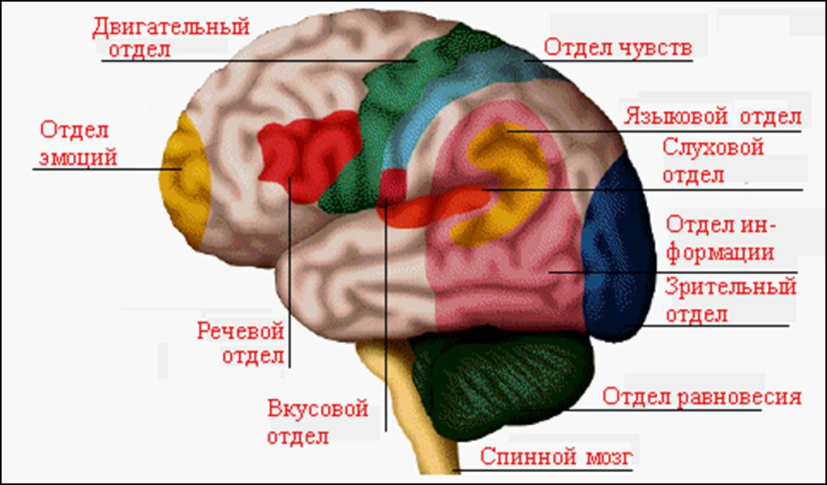 Двигательный
отдел
Отдел чувств
Отдел
эмоций
Языковой отдел
Слуховой
отдел
Отдел ин-
формации
Зрительный
отдел
Речевой
отдел
Вкусовой
отдел
Отдел равновесия
Спинной мозг